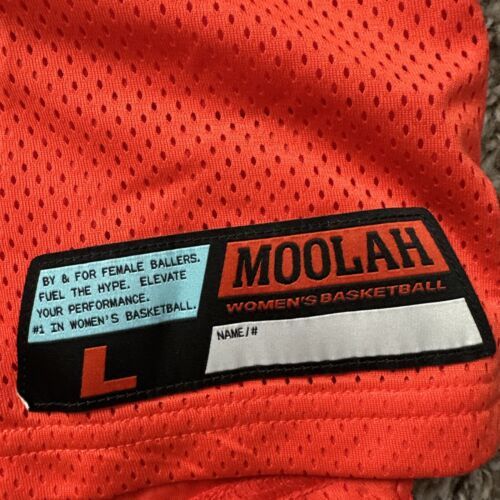 BY & FOR FEMALE BALLERS.
FUEL THE HYPE. ELEVATE
YOUR PERFORMANCE.
#1 IN WOMEN'S BASKETBALL.
L
MOOLAH
WOMEN'S BASKETBALL
NAME/#